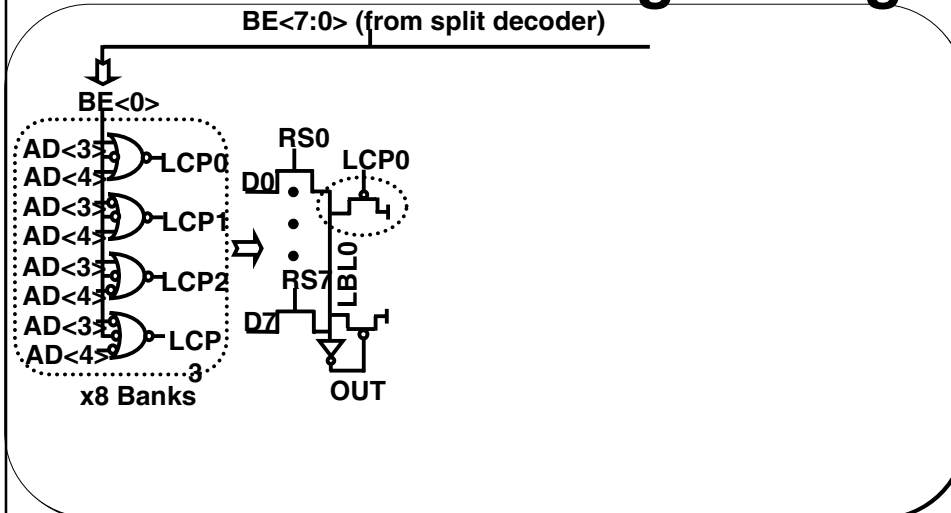 BE<7:0> (from split decoder)
BE<0>
AD<3>
AD<4>
LCP0
AD<3>
AD<4>
LCP1
AD<3>
AD<4>
LCP2
AD<3>
AD<4>
LCP
3
x8 Banks
RS0
D0
LCP0
RS7
LBL0
D7
OUT